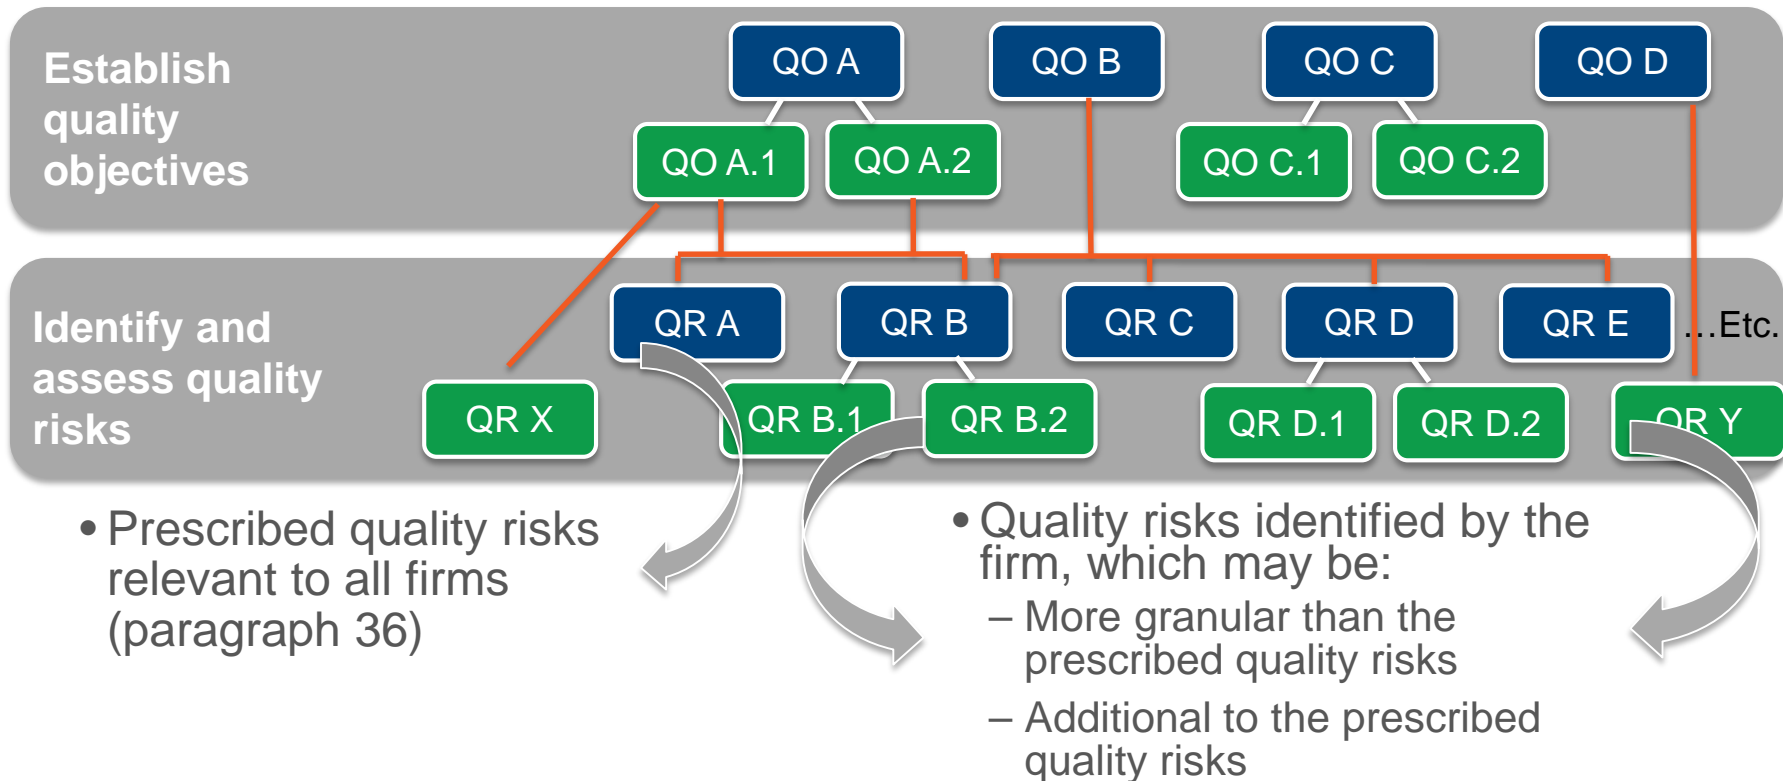 Establish
quality
objectives
QO A
QO B
QO C
QO D
QO A.1
QO A.2
QO C.1
QO C.2
Identify and
assess quality
risks
QR A
QR B
QR C
QR D
QR E
...Etc.
QR X
QR B.1
QR B.2
QR D.1
QR D.2
QR Y
• Prescribed quality risks
relevant to all firms
(paragraph 36)
• Quality risks identified by the
firm, which may be:
– More granular than the
prescribed quality risks
– Additional to the prescribed
quality risks